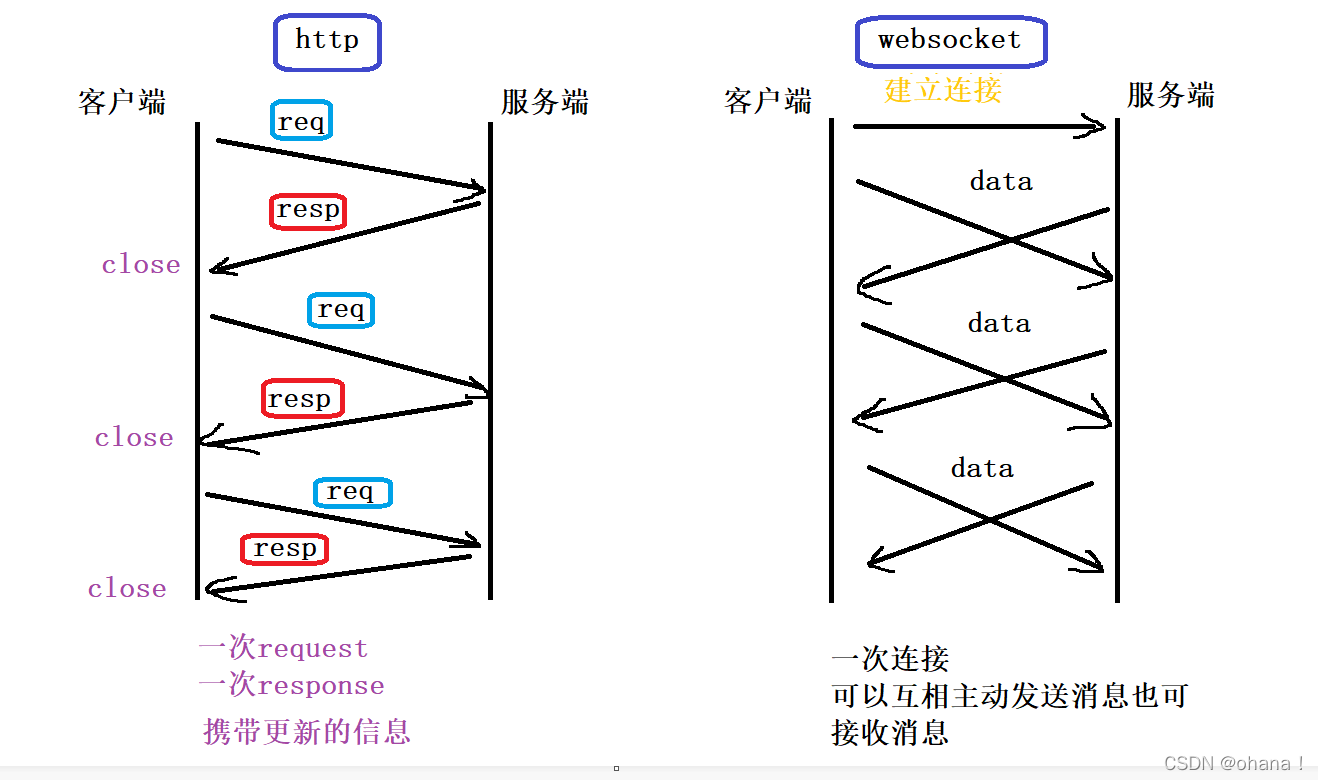 http
客户端
服务端
req
resp
close
req
resp
close
req
resp
close
一次request
一次response
携带更新的信息
websocket
建立连接
客户端
服务端
data
data
data
一次连接
可以互相主动发送消息也可
接收消息
CSDN @ohana！